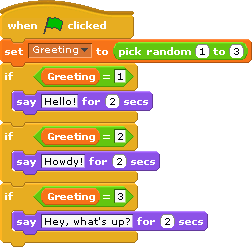 when clicked
set Greeting to pick random 1 to 3
if Greeting = 1
say Hello! for 2 secs
if Greeting = 2
say Howdy! for 2 secs
if Greeting = 3
say Hey, what's up? for 2 secs